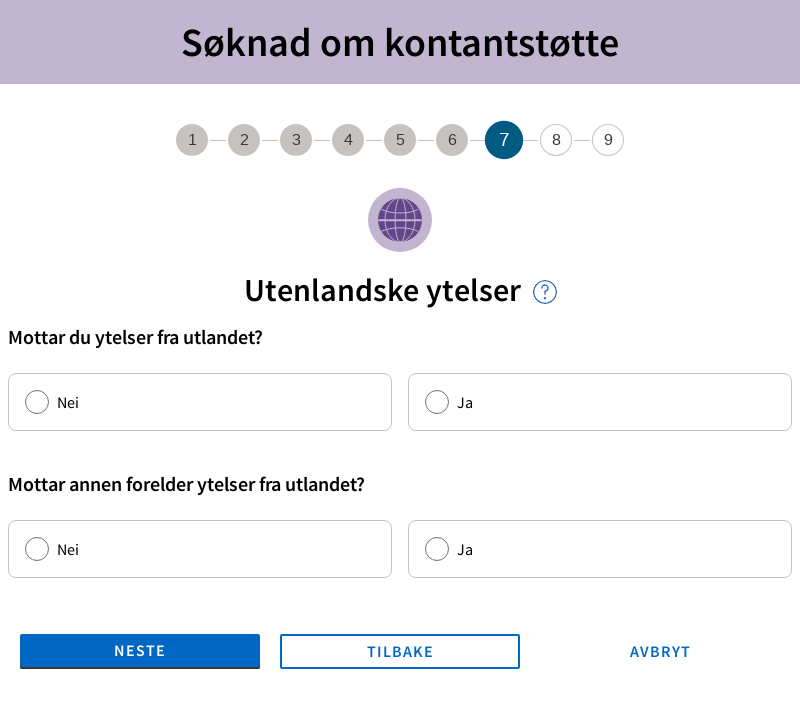 Søknad om kontantstøtte
1 2 3 4 5 6 7 8 9
Utenlandske ytelser ?
Mottar du ytelser fra utlandet?
Nei Ja
Mottar annen forelder ytelser fra utlandet?
Nei Ja
NESTE TILBAKE AVBRYT